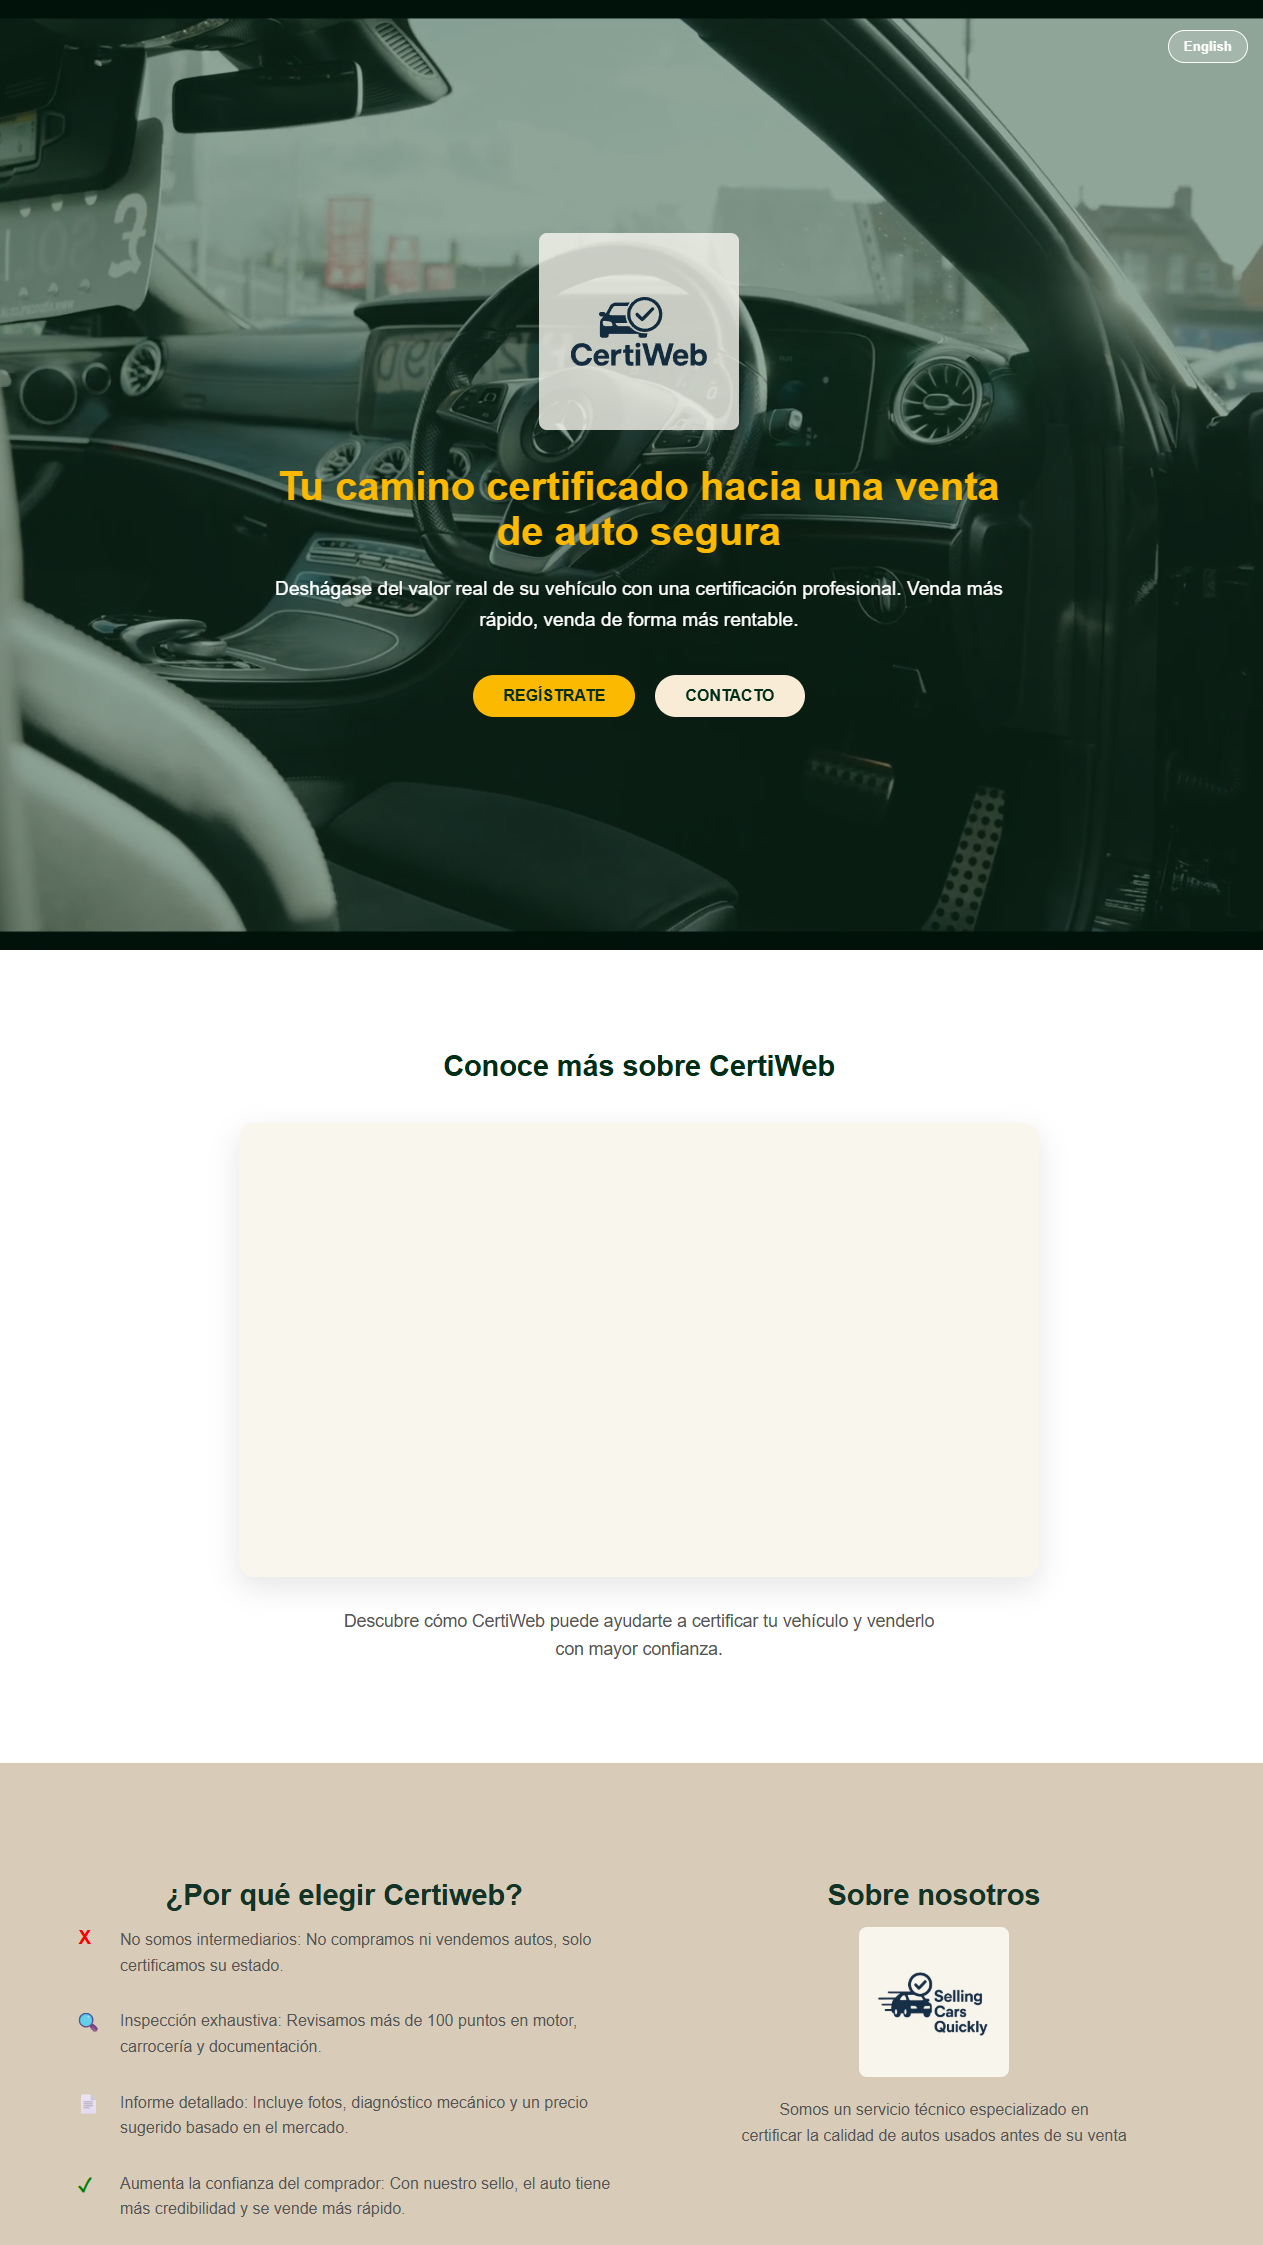 English
CertiWeb
Tu camino certificado hacia una venta
de auto segura
Deshágase del valor real de su vehículo con una certificación profesional. Venda más
rápido, venda de forma más rentable.
REGÍSTRATE
CONTACTO
Conoce más sobre CertiWeb
Descubre cómo CertiWeb puede ayudarte a certificar tu vehículo y venderlo
con mayor confianza.
¿Por qué elegir Certiweb?
X No somos intermediarios: No compramos ni vendemos autos, solo
certificamos su estado.
Inspección exhaustiva: Revisamos más de 100 puntos en motor,
carrocería y documentación.
Informe detallado: Incluye fotos, diagnóstico mecánico y un precio
sugerido basado en el mercado.
✓ Aumenta la confianza del comprador: Con nuestro sello, el auto tiene
más credibilidad y se vende más rápido.
Sobre nosotros
Selling
Cars
Quickly
Somos un servicio técnico especializado en
certificar la calidad de autos usados antes de su venta